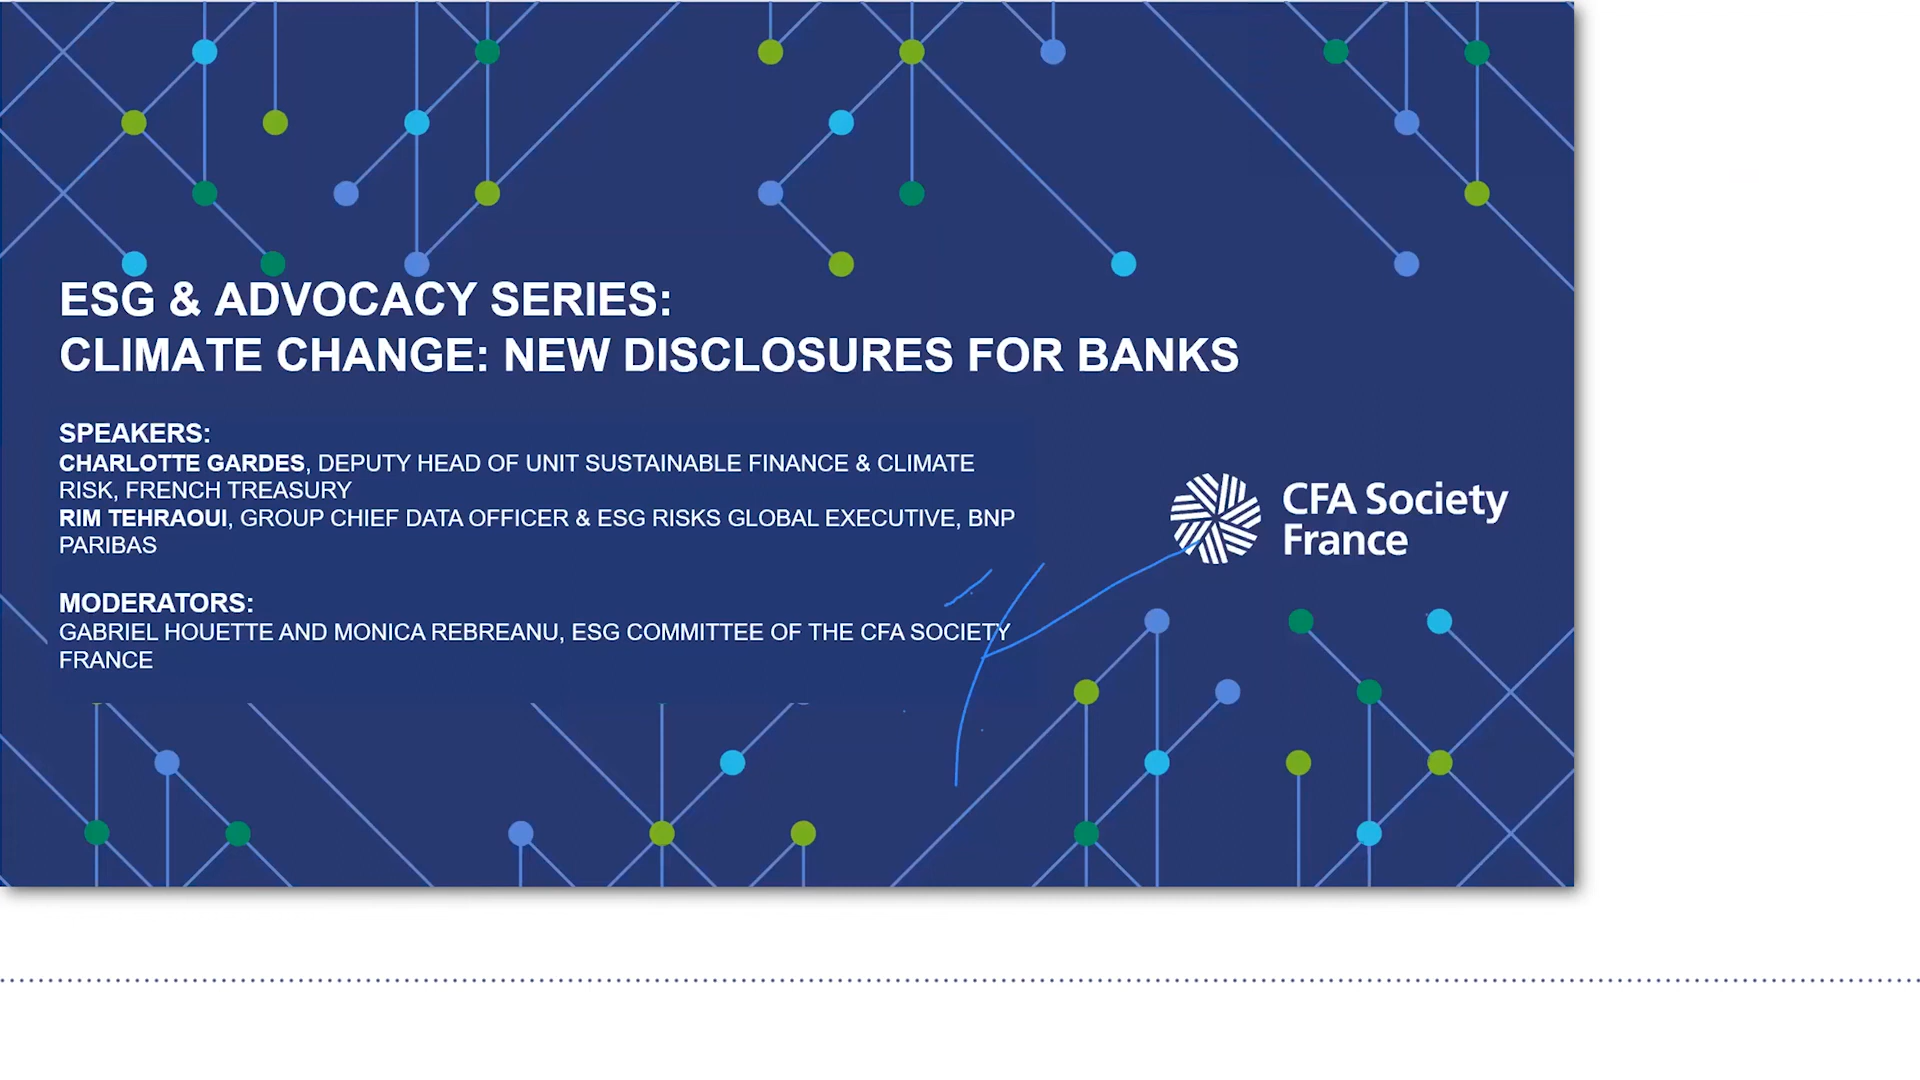 ESG & ADVOCACY SERIES:
CLIMATE CHANGE: NEW DISCLOSURES FOR BANKS
SPEAKERS:
CHARLOTTE GARDES, DEPUTY HEAD OF UNIT SUSTAINABLE FINANCE & CLIMATE
RISK, FRENCH TREASURY
RIM TEHRAOUI, GROUP CHIEF DATA OFFICER & ESG RISKS GLOBAL EXECUTIVE, BNP
PARIBAS
MODERATORS:
GABRIEL HOUETTE AND MONICA REBREANU, ESG COMMITTEE OF THE CFA SOCIETY
FRANCE
CFA Society
France